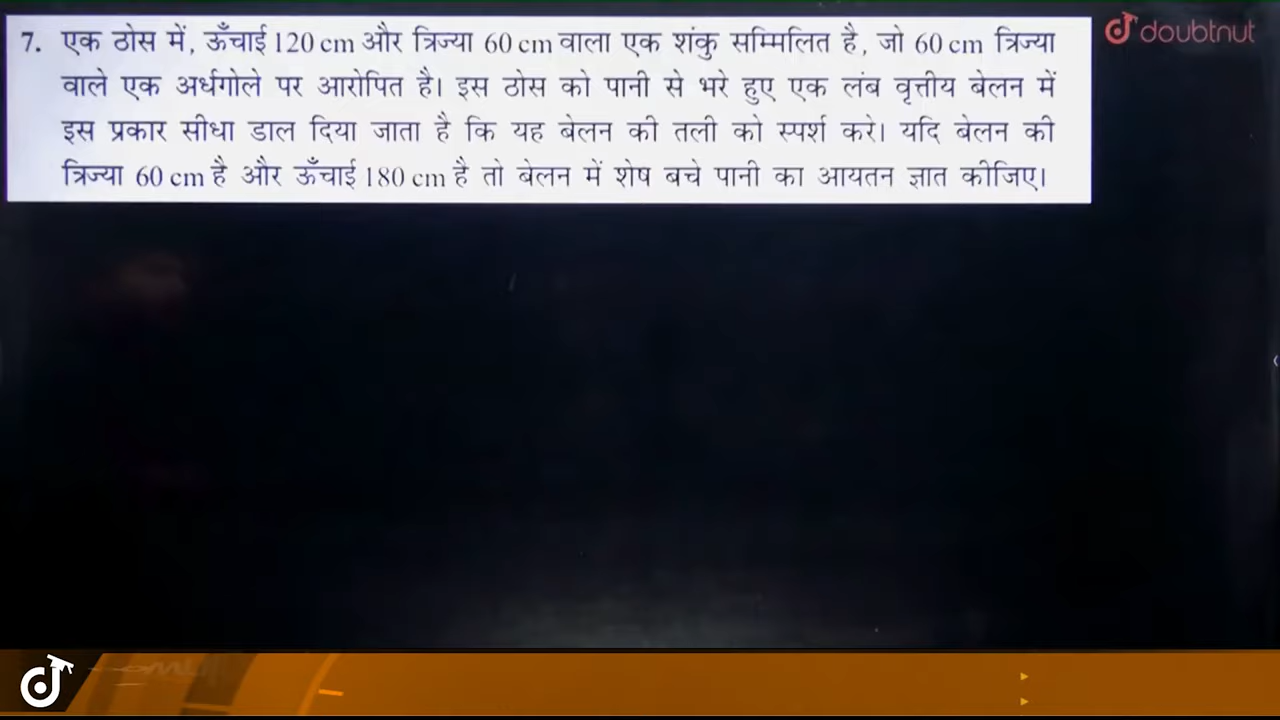 7. एक ठोस में, ऊँचाई 120 cm और त्रिज्या 60 cm वाला एक शंकु सम्मिलित है, जो 60 cm त्रिज्या
वाले एक अर्धगोले पर आरोपित है। इस ठोस को पानी से भरे हुए एक लंब वृत्तीय बेलन में
इस प्रकार सीधा डाल दिया जाता है कि यह बेलन की तली को स्पर्श करे। यदि बेलन की
त्रिज्या 60 cm है और ऊँचाई 180 cm है तो बेलन में शेष बचे पानी का आयतन ज्ञात कीजिए।
doubtnut